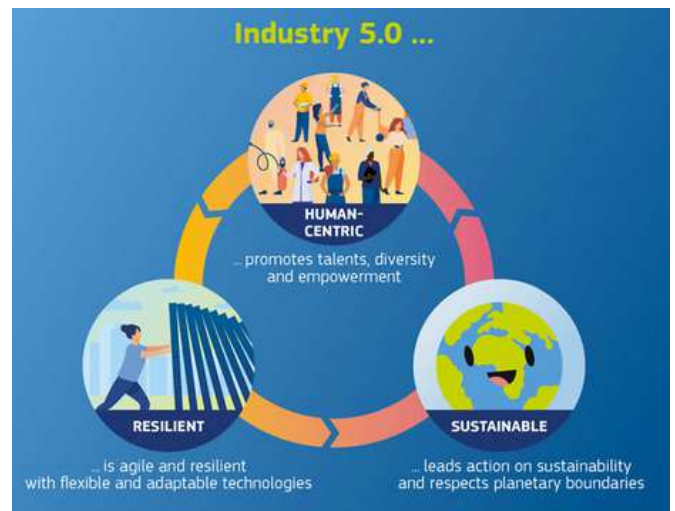 Industry 5.0 ...
HUMAN-
CENTRIC
... promotes talents, diversity
and empowerment
RESILIENT
... is agile and resilient
with flexible and adaptable technologies
SUSTAINABLE
... leads action on sustainability
and respects planetary boundaries